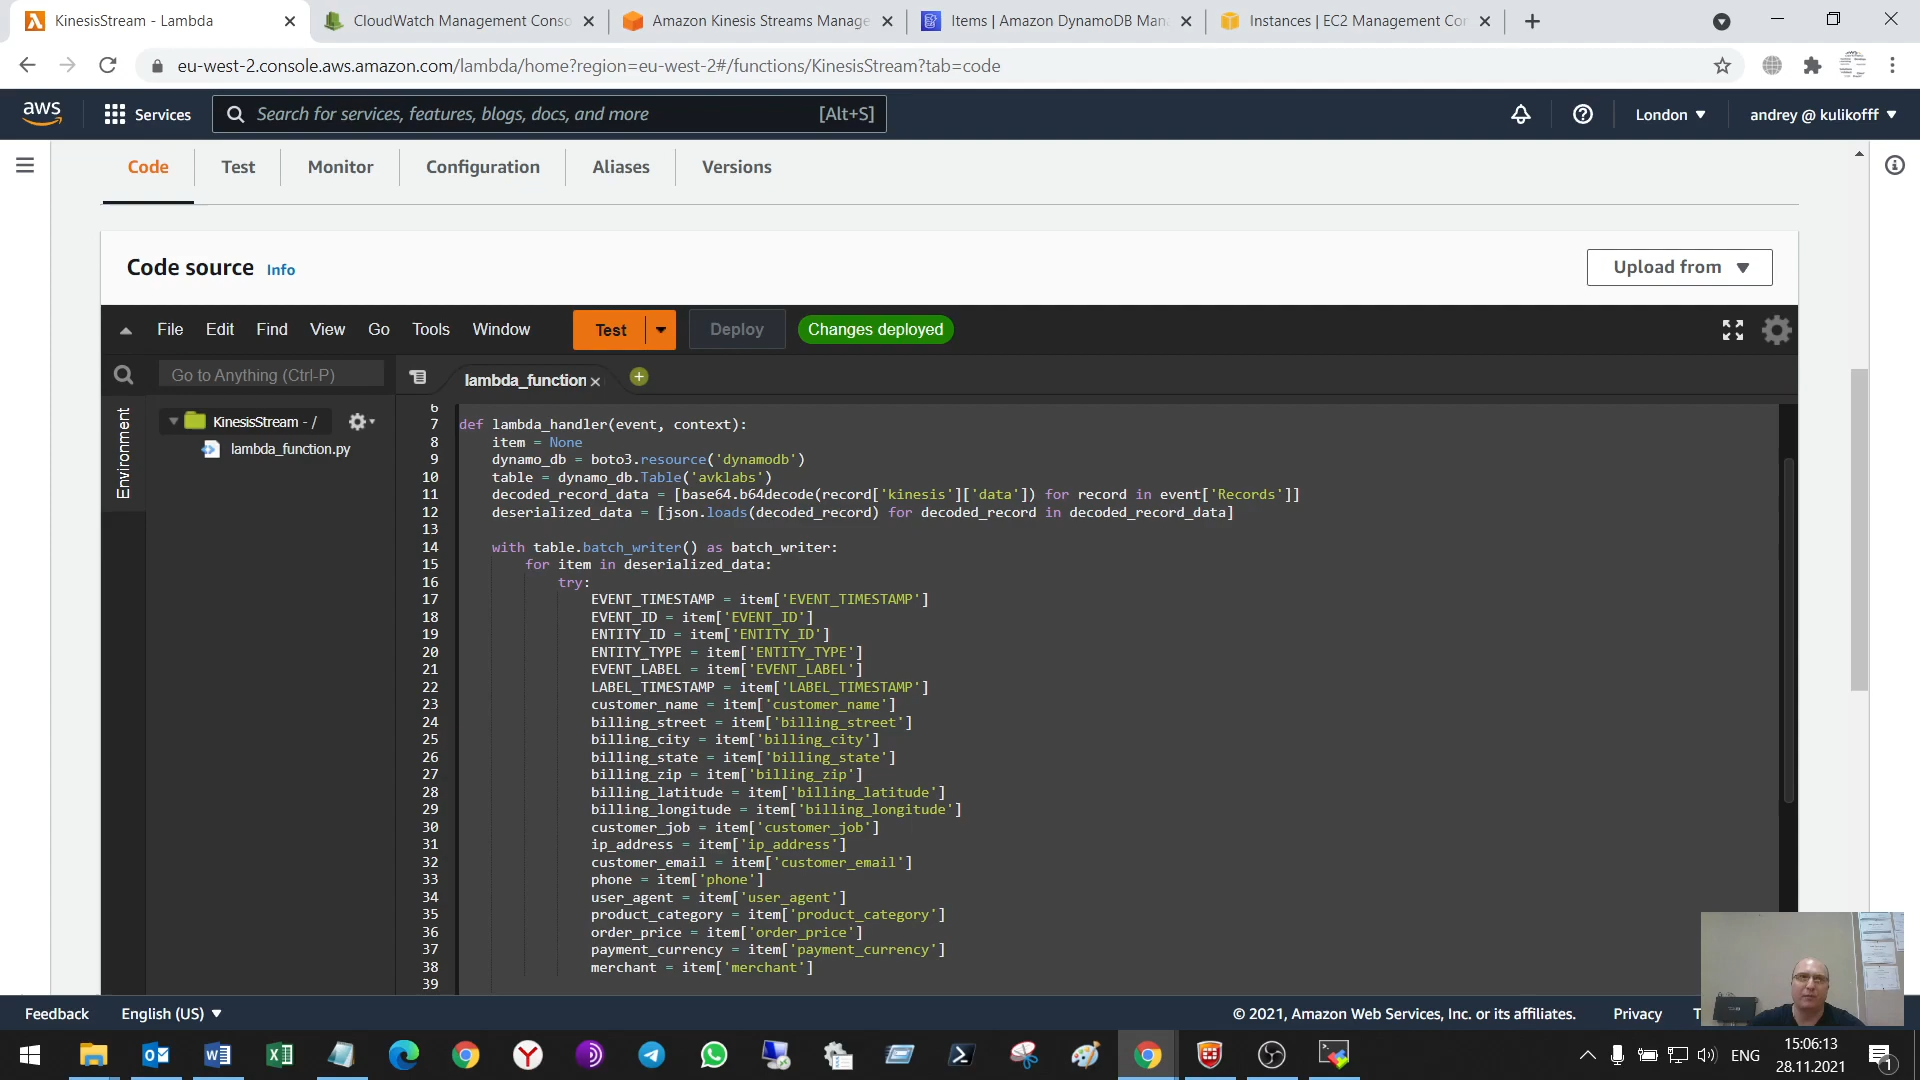 KinesisStream - Lambda
CloudWatch Management Conso
Amazon Kinesis Streams Manage
Items | Amazon DynamoDB Man
Instances | EC2 Management Con
eu-west-2.console.aws.amazon.com/lambda/home?region=eu-west-2#/functions/KinesisStream?tab=code
aws
Services
Search for services, features, blogs, docs, and more
[Alt+S]
London
andrey @ kulikofff
Code
Test
Monitor
Configuration
Aliases
Versions
Code source
Info
Upload from
File
Edit
Find
View
Go
Tools
Window
Test
Deploy
Changes deployed
Go to Anything (Ctrl-P)
lambda_function
Environment
KinesisStream - /
lambda_function.py
6
7 def lambda_handler(event, context):
8 item = None
9 dynamo_db = boto3.resource('dynamodb')
10 table = dynamo_db.Table('avklabs')
11 decoded_record_data = [base64.b64decode(record['kinesis']['data']) for record in event['Records']]
12 deserialized_data = [json.loads(decoded_record) for decoded_record in decoded_record_data]
13
14 with table.batch_writer() as batch_writer:
15 for item in deserialized_data:
16 try:
17 EVENT_TIMESTAMP = item['EVENT_TIMESTAMP']
18 EVENT_ID = item['EVENT_ID']
19 ENTITY_ID = item['ENTITY_ID']
20 ENTITY_TYPE = item['ENTITY_TYPE']
21 EVENT_LABEL = item['EVENT_LABEL']
22 LABEL_TIMESTAMP = item['LABEL_TIMESTAMP']
23 customer_name = item['customer_name']
24 billing_street = item['billing_street']
25 billing_city = item['billing_city']
26 billing_state = item['billing_state']
27 billing_zip = item['billing_zip']
28 billing_latitude = item['billing_latitude']
29 billing_longitude = item['billing_longitude']
30 customer_job = item['customer_job']
31 ip_address = item['ip_address']
32 customer_email = item['customer_email']
33 phone = item['phone']
34 user_agent = item['user_agent']
35 product_category = item['product_category']
36 order_price = item['order_price']
37 payment_currency = item['payment_currency']
38 merchant = item['merchant']
39
Feedback
English (US)
© 2021, Amazon Web Services, Inc. or its affiliates.
Privacy
T
ENG
15:06:13
28.11.2021
1